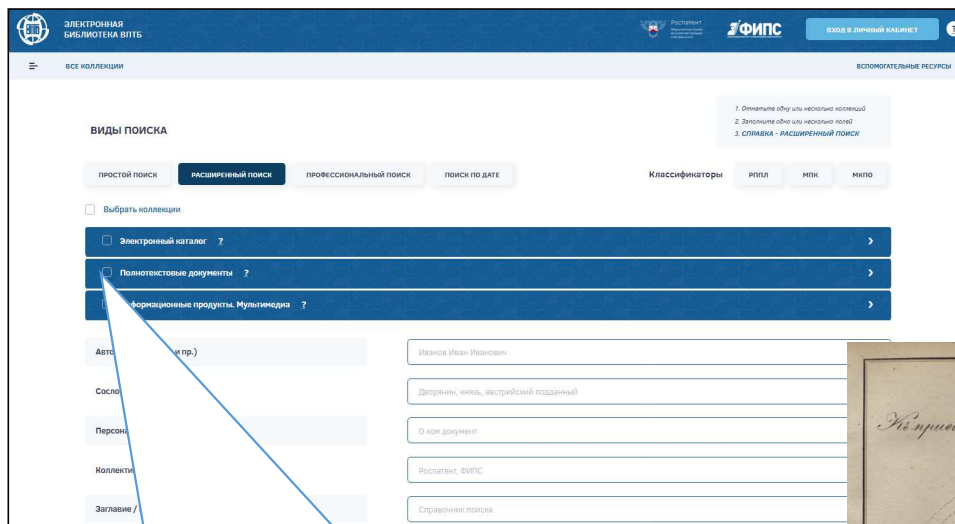 ЭЛЕКТРОННАЯ
БИБЛИОТЕКА ВПТБ
Роспатент
ФИПС
ВХОД В ЛИЧНЫЙ КАБИНЕТ
?
ВСЕ КОЛЛЕКЦИИ
ВСПОМОГАТЕЛЬНЫЕ РЕСУРСЫ
1. Отметьте одну или несколько коллекций
2. Заполните одно или несколько полей
3. СПРАВКА - РАСШИРЕННЫЙ ПОИСК
ВИДЫ ПОИСКА
ПРОСТОЙ ПОИСК
РАСШИРЕННЫЙ ПОИСК
ПРОФЕССИОНАЛЬНЫЙ ПОИСК
ПОИСК ПО ДАТЕ
Классификаторы
РППЛ
МПК
МКПО
Выбрать коллекции
Электронный каталог ?
Полнотекстовые документы ?
формационные продукты. Мультимедиа ?
Авто и пр.)
Иванов Иван Иванович
Сосло
Дворянин, князь, австрийский подданный
Персона
О ком документ
Коллекти
Роспатент, ФИПС
Заглавие /
Справочник поиска